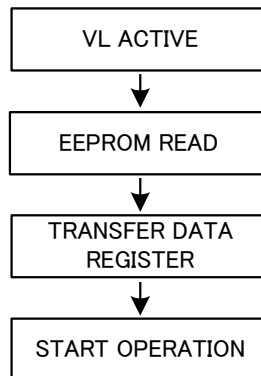 VL ACTIVE
EEPROM READ
TRANSFER DATA
REGISTER
START OPERATION